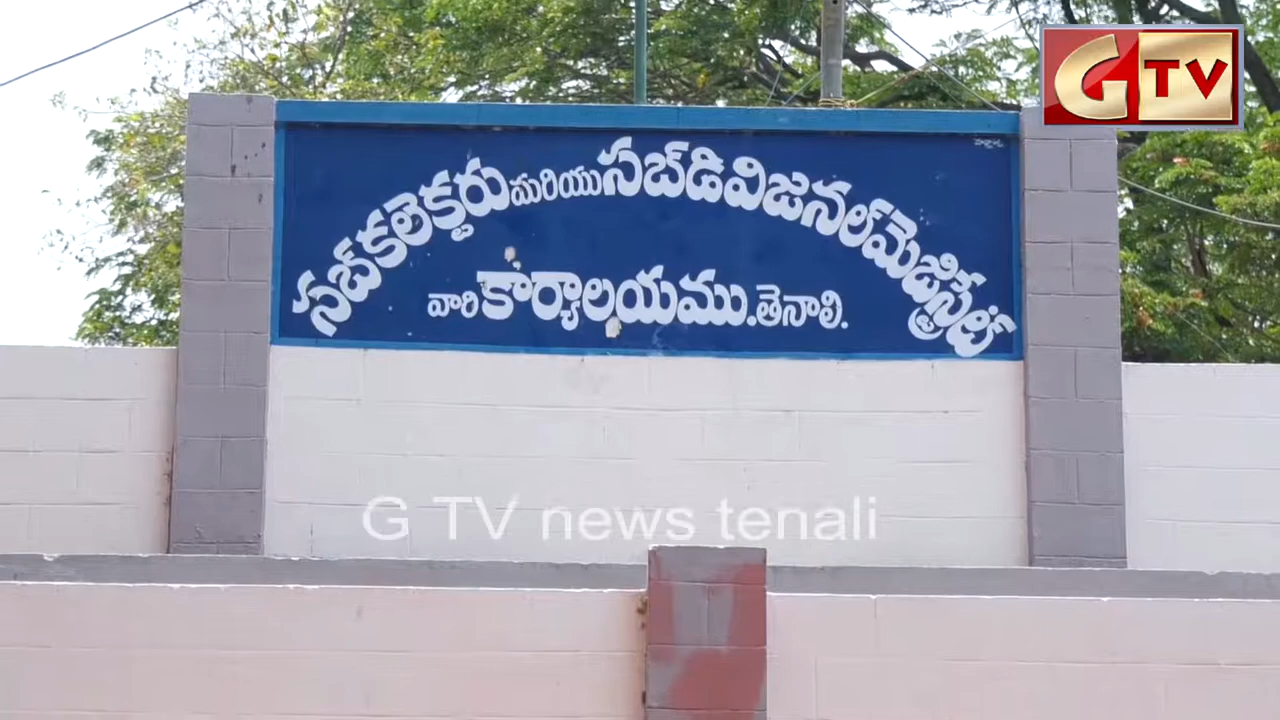 GTV
సబ్ కలెక్టరు మరియు సబ్ డివిజనల్ మెజిస్ట్రేట్
వారి కార్యాలయము. తెనాలి.
G TV news tenali